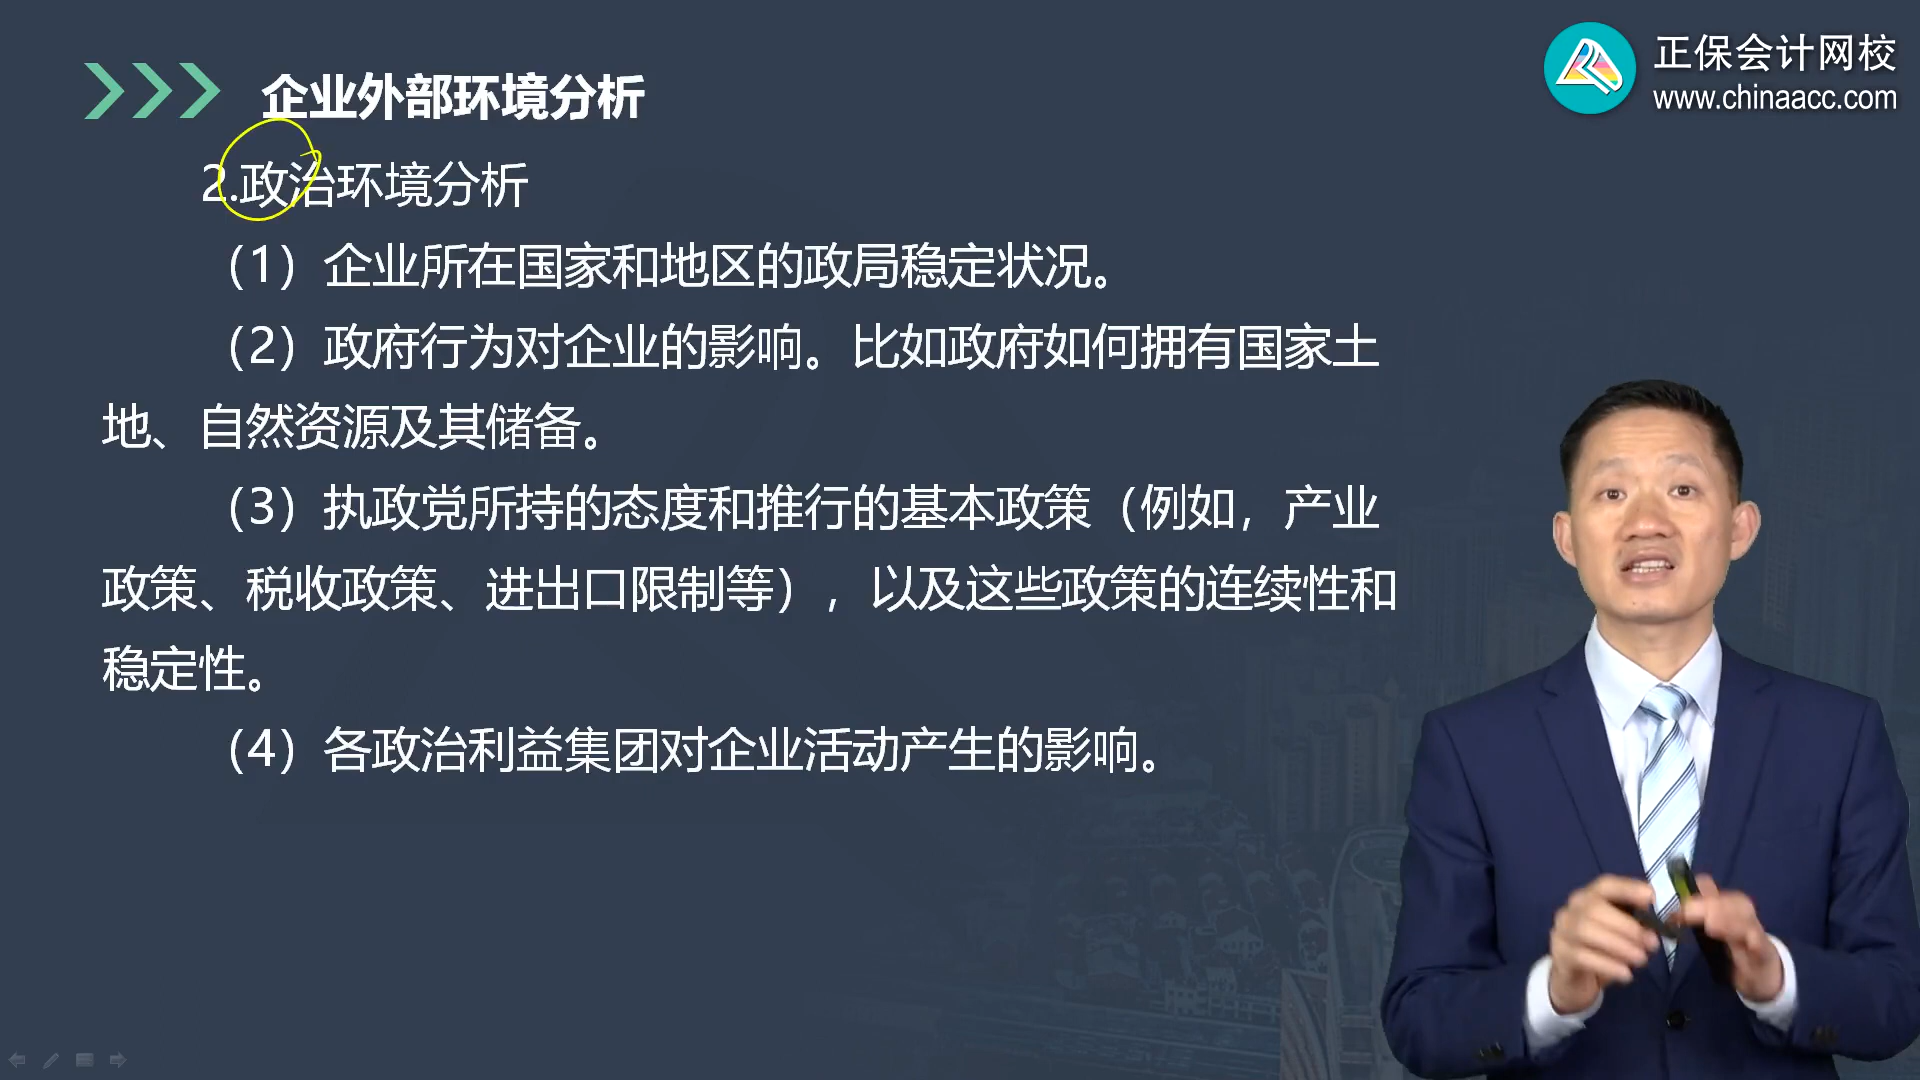 企业外部环境分析
正保会计网校
www.chinaacc.com
2.政治环境分析
（1）企业所在国家和地区的政局稳定状况。
（2）政府行为对企业的影响。比如政府如何拥有国家土
地、自然资源及其储备。
（3）执政党所持的态度和推行的基本政策（例如，产业
政策、税收政策、进出口限制等），以及这些政策的连续性和
稳定性。
（4）各政治利益集团对企业活动产生的影响。